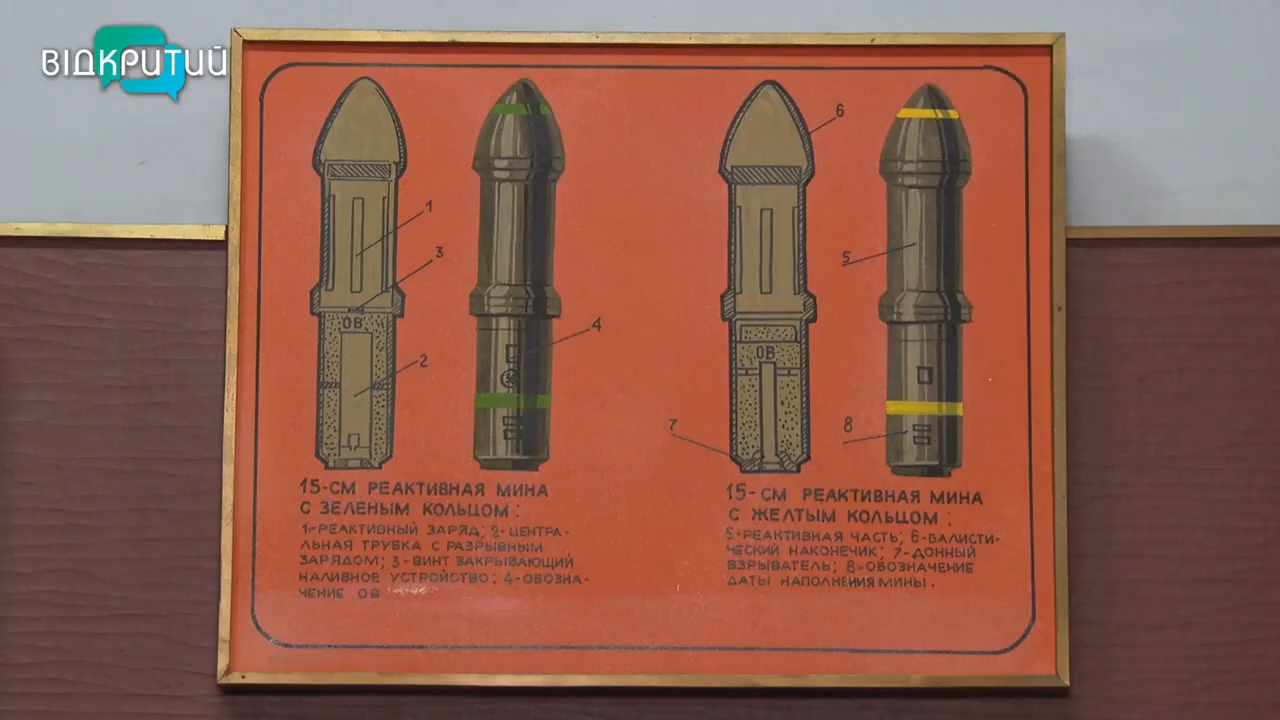 ВІДКРИТИЙ
1
3
ОВ
4
2
6
5
ОВ
7
8
15-СМ РЕАКТИВНАЯ МИНА
С ЗЕЛЕНЫМ КОЛЬЦОМ:
1-РЕАКТИВНЫЙ ЗАРЯД; 2-ЦЕНТРА-
ЛЬНАЯ ТРУБКА С РАЗРЫВНЫМ
ЗАРЯДОМ; 3-ВИНТ ЗАКРЫВАЮЩИЙ
НАЛИВНОЕ УСТРОЙСТВО; 4-ОБОЗНА-
ЧЕНИЕ ОВ
15-СМ РЕАКТИВНАЯ МИНА
С ЖЕЛТЫМ КОЛЬЦОМ:
5-РЕАКТИВНАЯ ЧАСТЬ; 6-БАЛИСТИ-
ЧЕСКИЙ НАКОНЕЧИК; 7-ДОННЫЙ
ВЗРЫВАТЕЛЬ; 8-ОБОЗНАЧЕНИЕ
ДАТЫ НАПОЛНЕНИЯ МИНЫ.